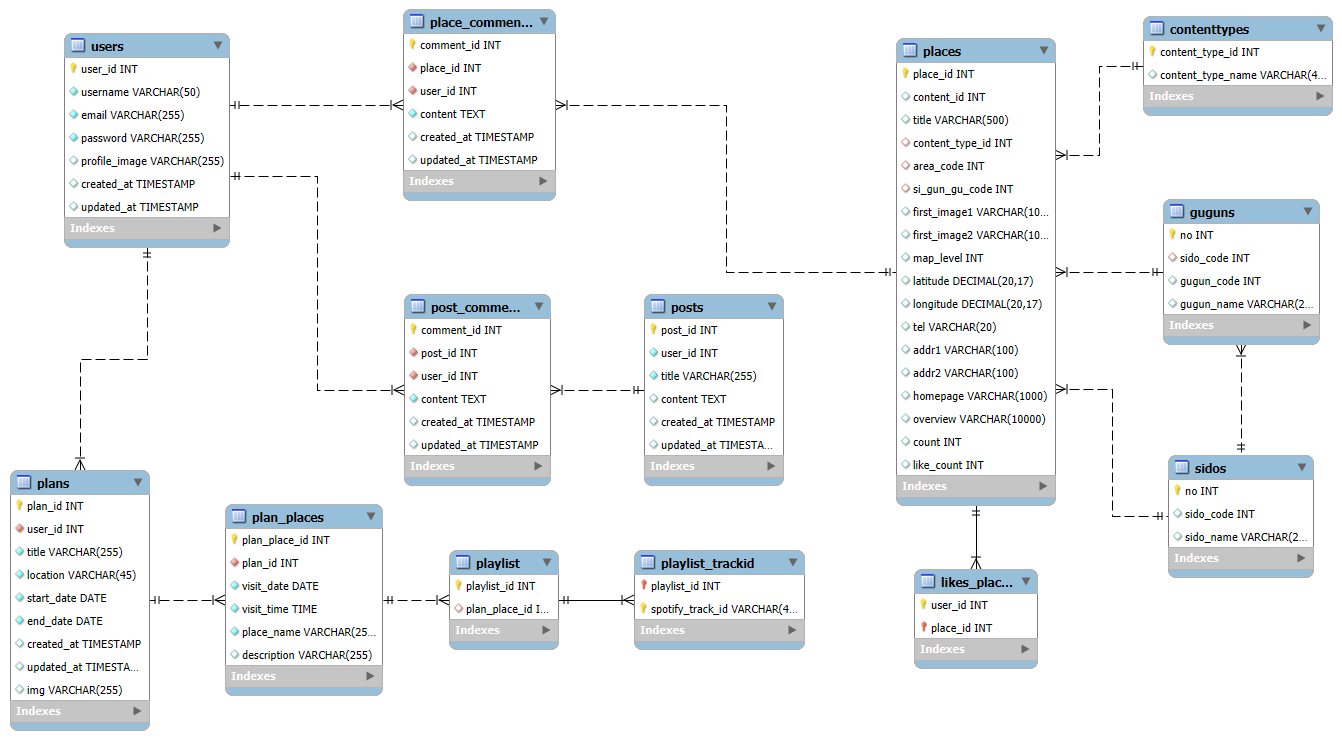 users
user_id INT
username VARCHAR(50)
email VARCHAR(255)
password VARCHAR(255)
profile_image VARCHAR(255)
created_at TIMESTAMP
updated_at TIMESTAMP
Indexes
place_commen...
comment_id INT
place_id INT
user_id INT
content TEXT
created_at TIMESTAMP
updated_at TIMESTAMP
Indexes
places
place_id INT
content_id INT
title VARCHAR(500)
content_type_id INT
area_code INT
si_gun_gu_code INT
first_image1 VARCHAR(10...
first_image2 VARCHAR(10...
map_level INT
latitude DECIMAL(20,17)
longitude DECIMAL(20,17)
tel VARCHAR(20)
addr1 VARCHAR(100)
addr2 VARCHAR(100)
homepage VARCHAR(1000)
overview VARCHAR(10000)
count INT
like_count INT
Indexes
contenttypes
content_type_id INT
content_type_name VARCHAR(4...
Indexes
guguns
no INT
sido_code INT
gugun_code INT
gugun_name VARCHAR(2...
Indexes
post_comme...
comment_id INT
post_id INT
user_id INT
content TEXT
created_at TIMESTAMP
updated_at TIMESTAMP
Indexes
posts
post_id INT
user_id INT
title VARCHAR(255)
content TEXT
created_at TIMESTAMP
updated_at TIMESTA...
Indexes
sidos
no INT
sido_code INT
sido_name VARCHAR(2...
Indexes
plans
plan_id INT
user_id INT
title VARCHAR(255)
location VARCHAR(45)
start_date DATE
end_date DATE
created_at TIMESTAMP
updated_at TIMESTA...
img VARCHAR(255)
Indexes
plan_places
plan_place_id INT
plan_id INT
visit_date DATE
visit_time TIME
place_name VARCHAR(25...
description VARCHAR(255)
Indexes
playlist
playlist_id INT
plan_place_id I...
Indexes
playlist_trackid
playlist_id INT
spotify_track_id VARCHAR(4...
Indexes
likes_plac...
user_id INT
place_id INT
Indexes